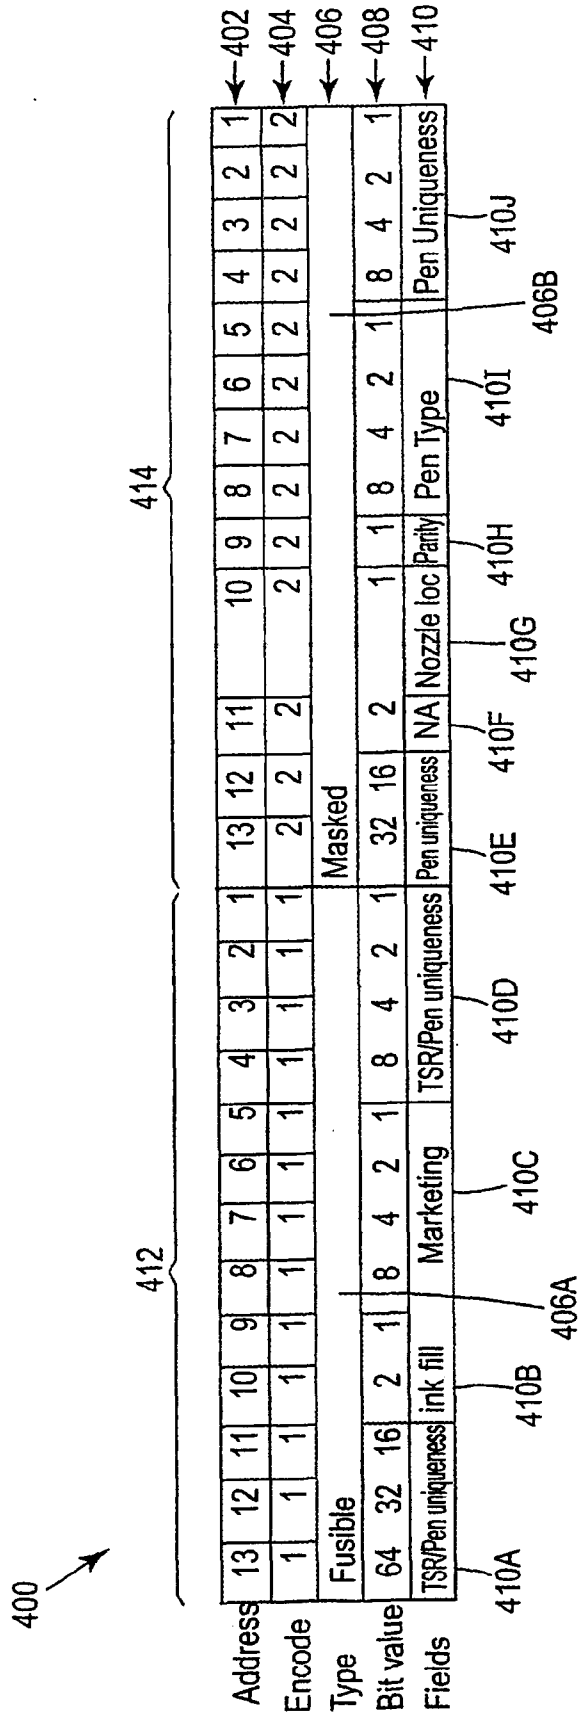 400
412
414
Address 13 12 11 10 9 8 7 6 5 4 3 2 1 13 12 11 10 9 8 7 6 5 4 3 2 1 402
Encode 1 1 1 1 1 1 1 1 1 1 1 1 1 2 2 2 2 2 2 2 2 2 2 2 2 2 404
Type Fusible Masked 406
Bit value 64 32 16 2 1 8 4 2 1 8 4 2 1 32 16 2 1 1 8 4 2 1 8 4 2 1 408
Fields TSR/Pen uniqueness ink fill Marketing TSR/Pen uniqueness Pen uniqueness NA Nozzle loc Parity Pen Type Pen Uniqueness 410
406A 406B
410A 410B 410C 410D 410E 410F 410G 410H 410I 410J